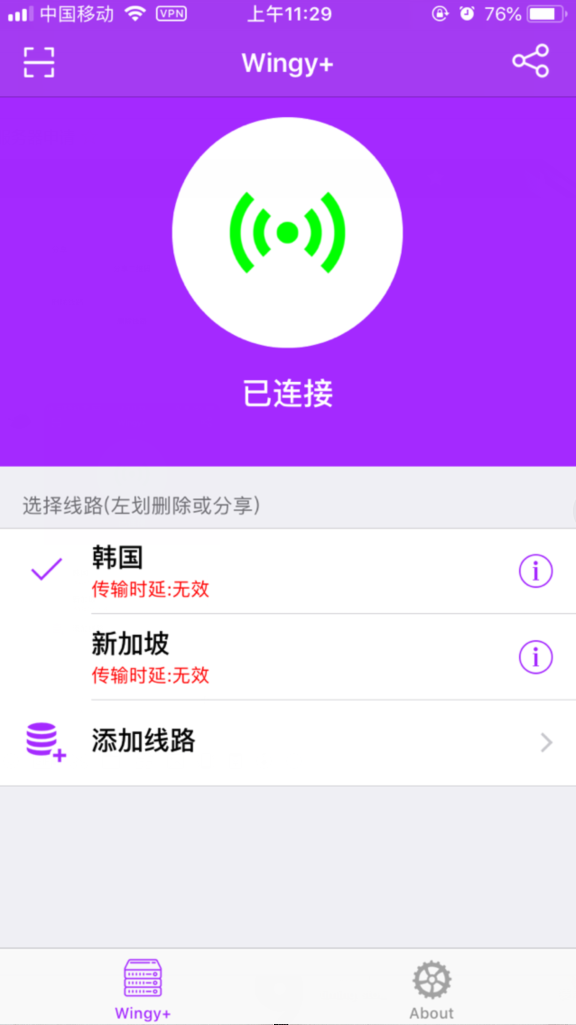 中国移动 VPN 上午11:29 76%
Wingy+
已连接
选择线路(左划删除或分享)
韩国
传输时延:无效
新加坡
传输时延:无效
添加线路
Wingy+ About